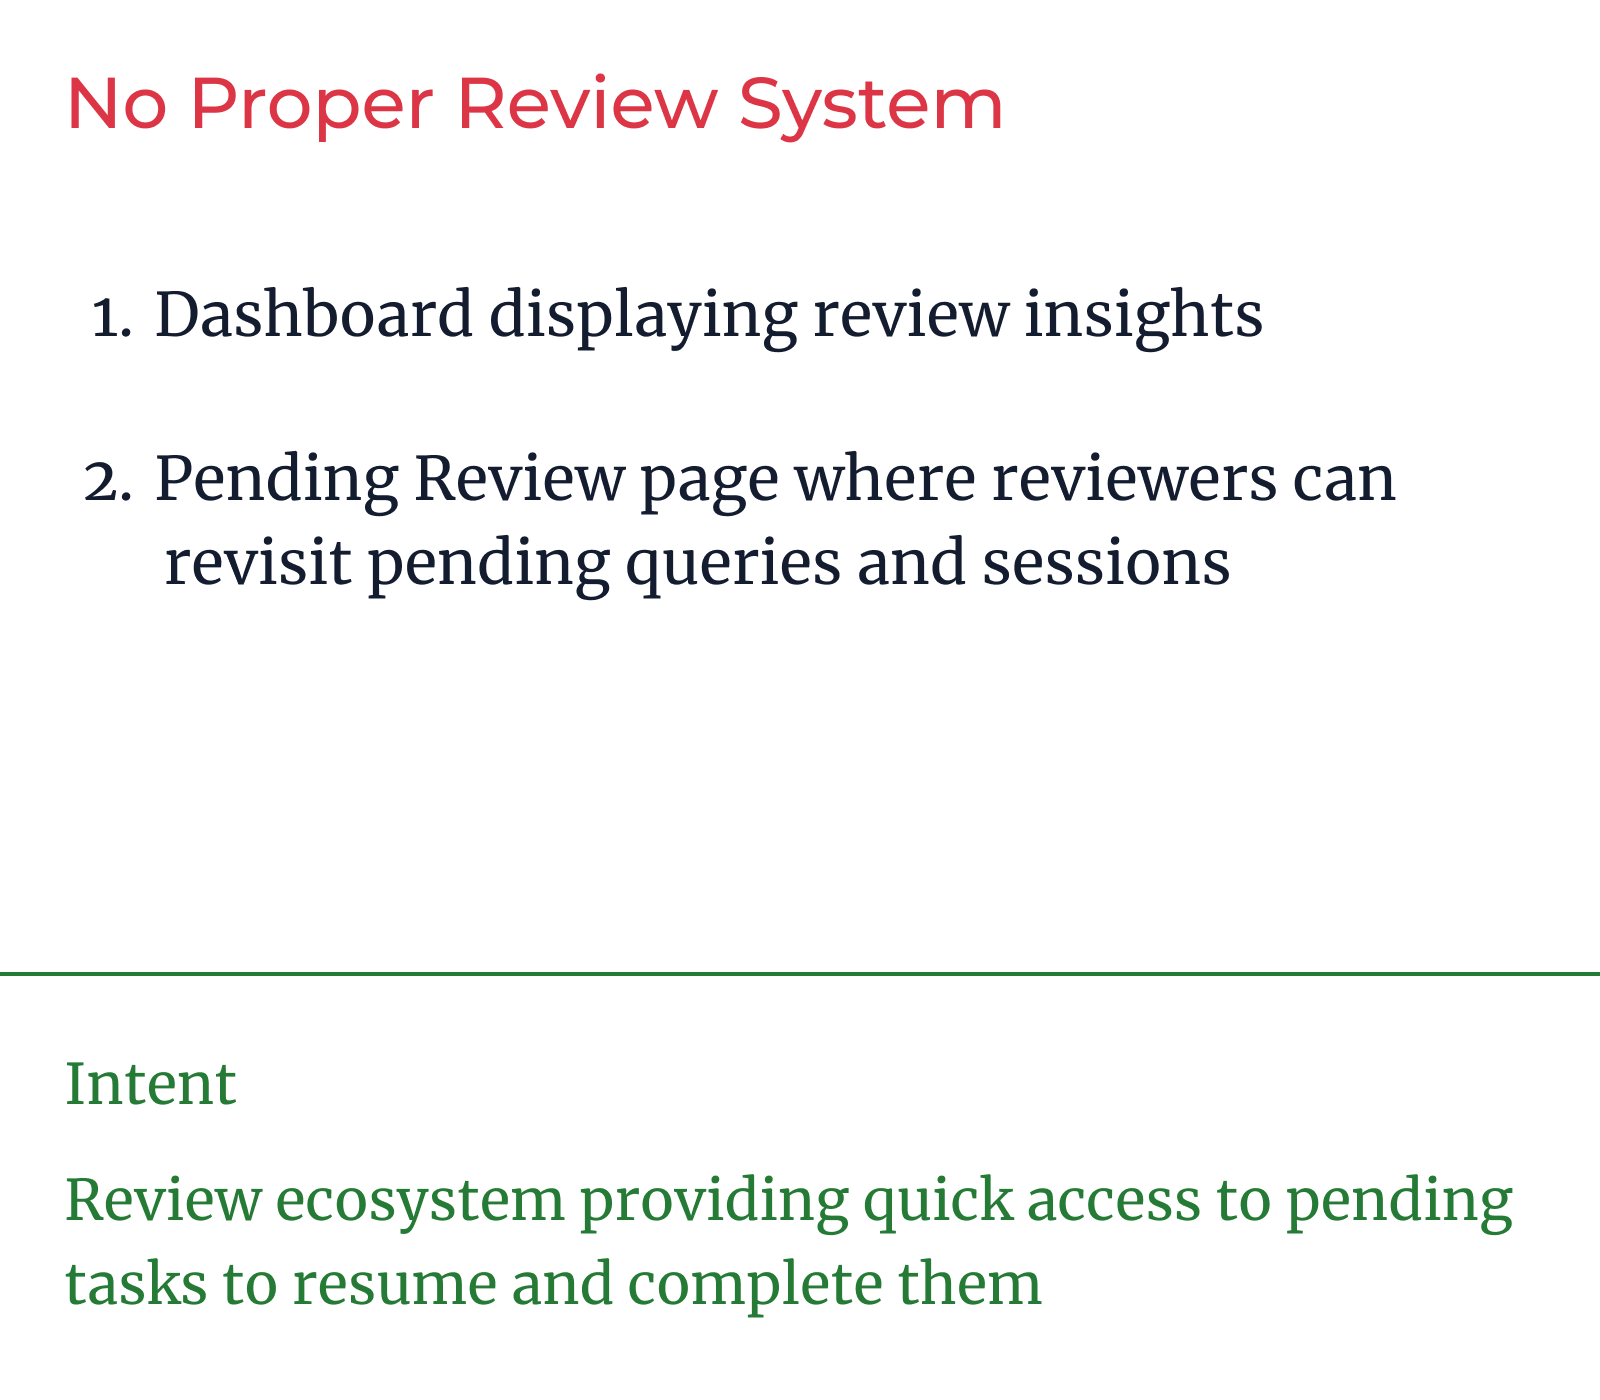 No Proper Review System
1. Dashboard displaying review insights
2. Pending Review page where reviewers can
revisit pending queries and sessions
Intent
Review ecosystem providing quick access to pending
tasks to resume and complete them